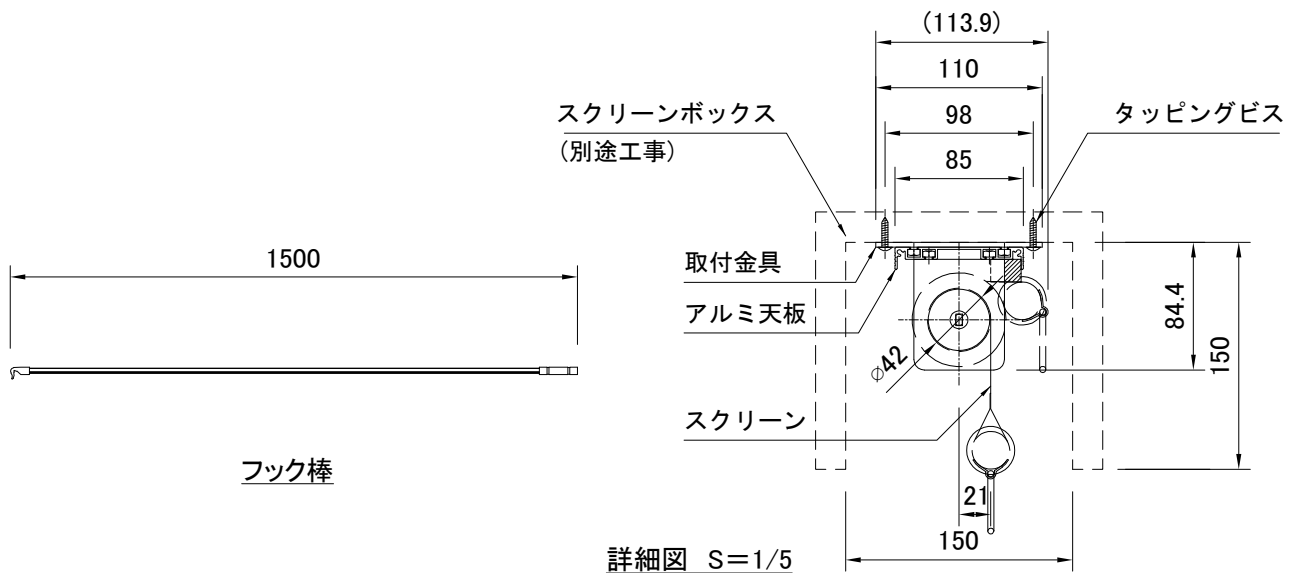 (113.9)
110
スクリーンボックス
(別途工事)
98
タッピングビス
85
1500
取付金具
アルミ天板
84.4
150
φ42
スクリーン
フック棒
21
150
詳細図 S=1/5